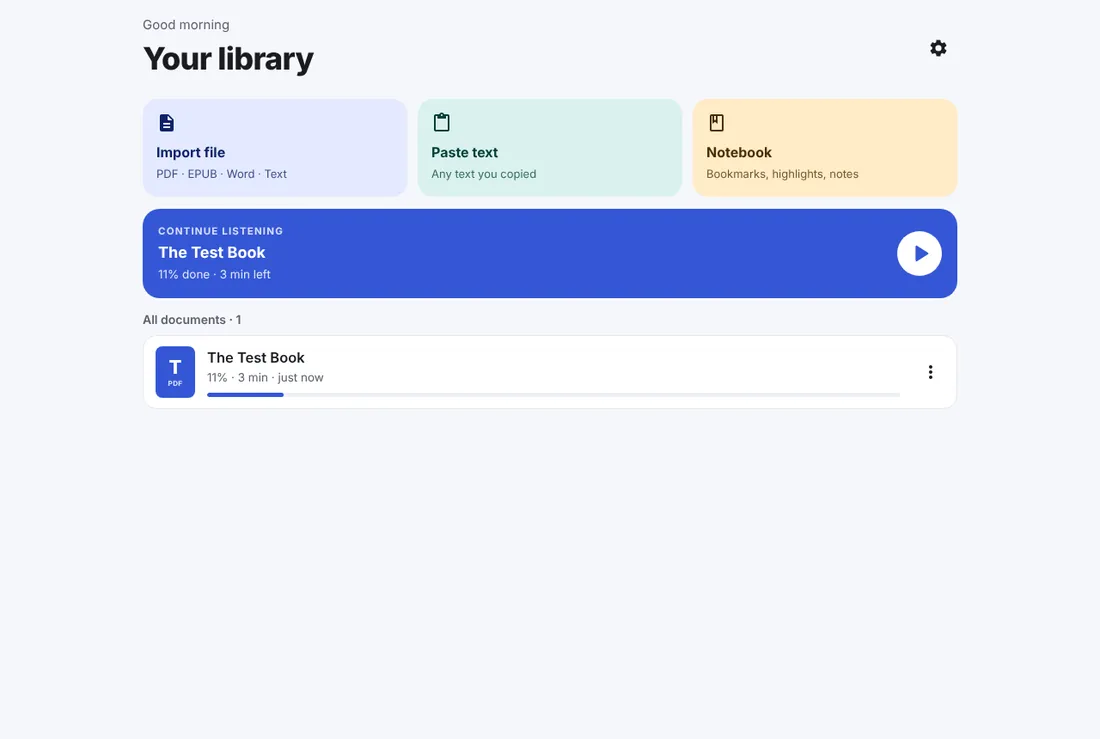 Good morning
Your library
Import file
PDF · EPUB · Word · Text
Paste text
Any text you copied
Notebook
Bookmarks, highlights, notes
CONTINUE LISTENING
The Test Book
11% done · 3 min left
All documents · 1
T
PDF
The Test Book
11% · 3 min · just now